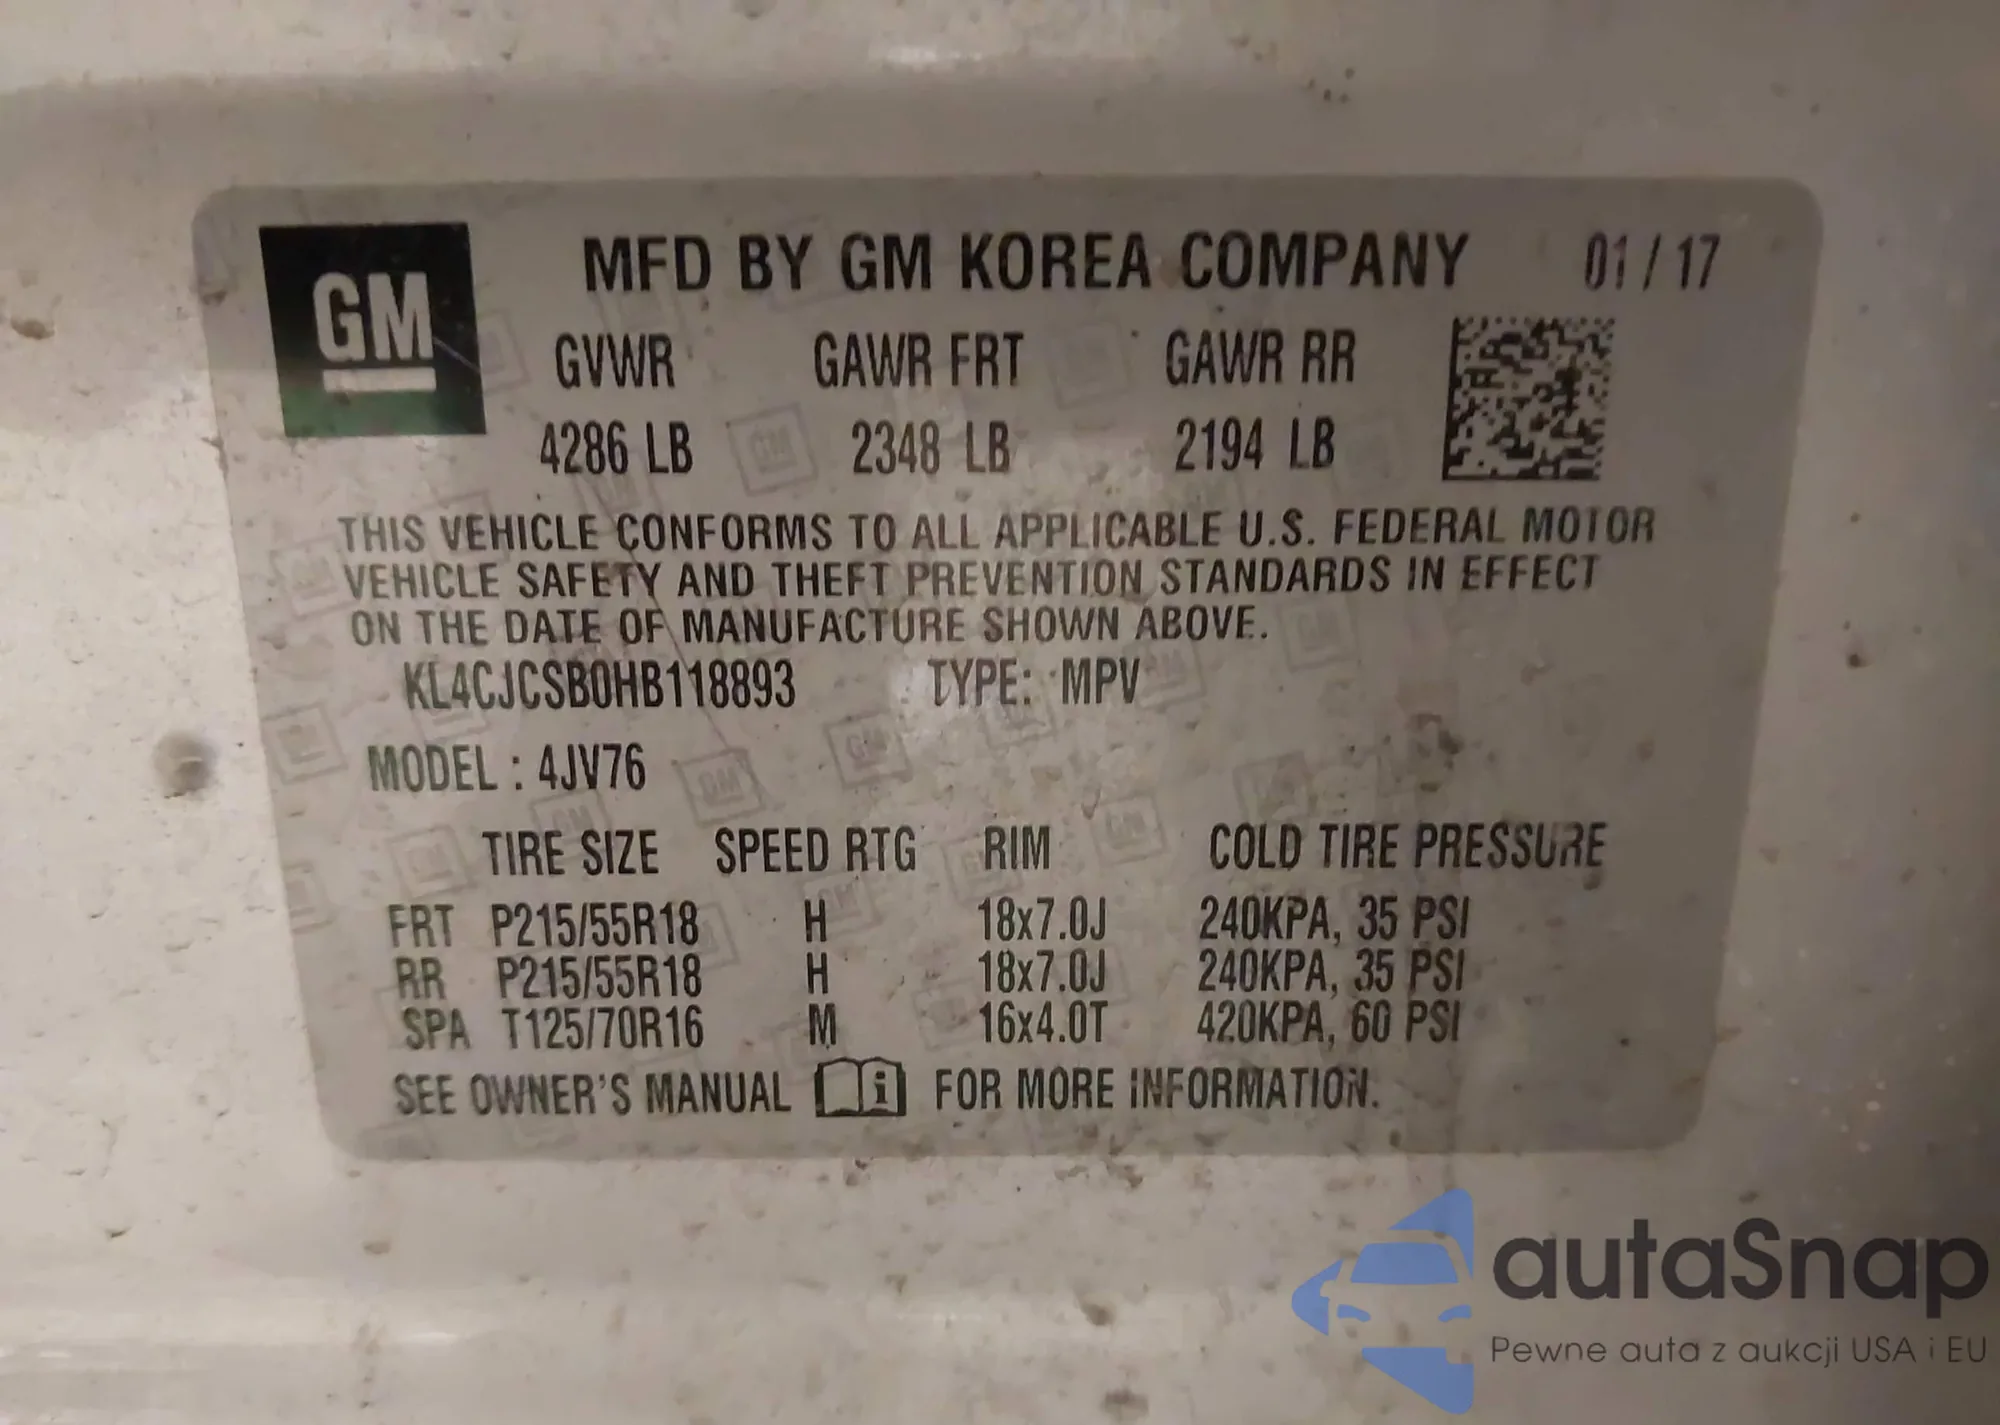 GM
MFD BY GM KOREA COMPANY 01 / 17
GVWR GAWR FRT GAWR RR
4286 LB 2348 LB 2194 LB
THIS VEHICLE CONFORMS TO ALL APPLICABLE U.S. FEDERAL MOTOR
VEHICLE SAFETY AND THEFT PREVENTION STANDARDS IN EFFECT
ON THE DATE OF MANUFACTURE SHOWN ABOVE.
KL4CJCSB0HB118893 TYPE: MPV
MODEL : 4JV76
TIRE SIZE SPEED RTG RIM COLD TIRE PRESSURE
FRT P215/55R18 H 18x7.0J 240KPA, 35 PSI
RR P215/55R18 H 18x7.0J 240KPA, 35 PSI
SPA T125/70R16 M 16x4.0T 420KPA, 60 PSI
SEE OWNER'S MANUAL i FOR MORE INFORMATION.
autaSnap
Pewne auta z aukcji USA i EU